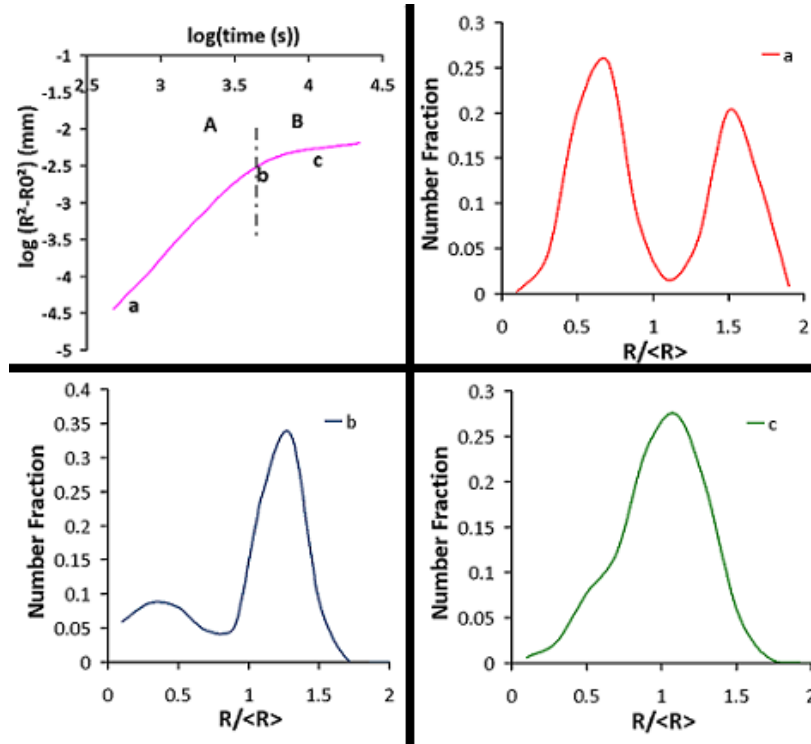 log(time (s))
-1
2.5 3 3.5 4 4.5
-1.5
-2
-2.5
-3
-3.5
-4
-4.5
-5
log (R²-R0²) (mm)
A B
b c
a
0.3
0.25
0.2
0.15
0.1
0.05
0
Number Fraction
a
0 0.5 1 1.5 2
R/<R>
0.4
0.35
0.3
0.25
0.2
0.15
0.1
0.05
0
Number Fraction
b
0 0.5 1 1.5 2
R/<R>
0.3
0.25
0.2
0.15
0.1
0.05
0
Number Fraction
c
0 0.5 1 1.5 2
R/<R>